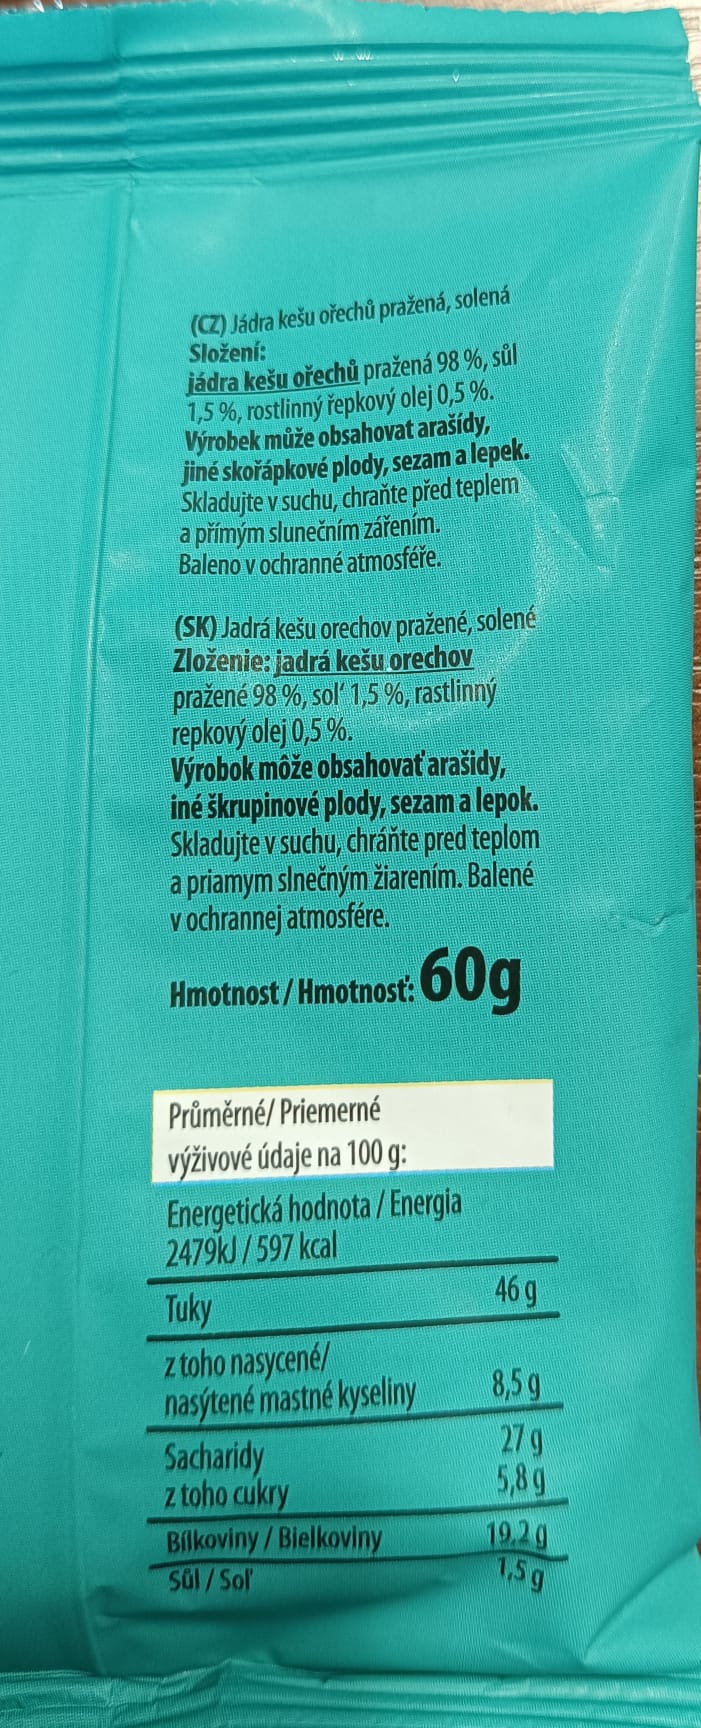 (CZ) Jádra kešu ořechů pražená, solená
Složení:
jádra kešu ořechů pražená 98 %, sůl
1,5 %, rostlinný řepkový olej 0,5 %.
Výrobek může obsahovat arašídy,
jiné skořápkové plody, sezam a lepek.
Skladujte v suchu, chraňte před teplem
a přímým slunečním zářením.
Baleno v ochranné atmosféře.
(SK) Jadrá kešu orechov pražené, solené
Zloženie: jadrá kešu orechov
pražené 98 %, soľ 1,5 %, rastlinný
repkový olej 0,5 %.
Výrobok môže obsahovať arašidy,
iné škrupinové plody, sezam a lepok.
Skladujte v suchu, chráňte pred teplom
a priamym slnečným žiarením. Balené
v ochrannej atmosfére.
Hmotnost / Hmotnosť: 60g
Průměrné/ Priemerné
výživové údaje na 100 g:
Energetická hodnota / Energia
2479kJ / 597 kcal
Tuky 46 g
z toho nasycené/
nasýtené mastné kyseliny 8,5 g
Sacharidy 27 g
z toho cukry 5,8 g
Bílkoviny / Bielkoviny 19,2 g
Sůl / Soľ 1,5 g